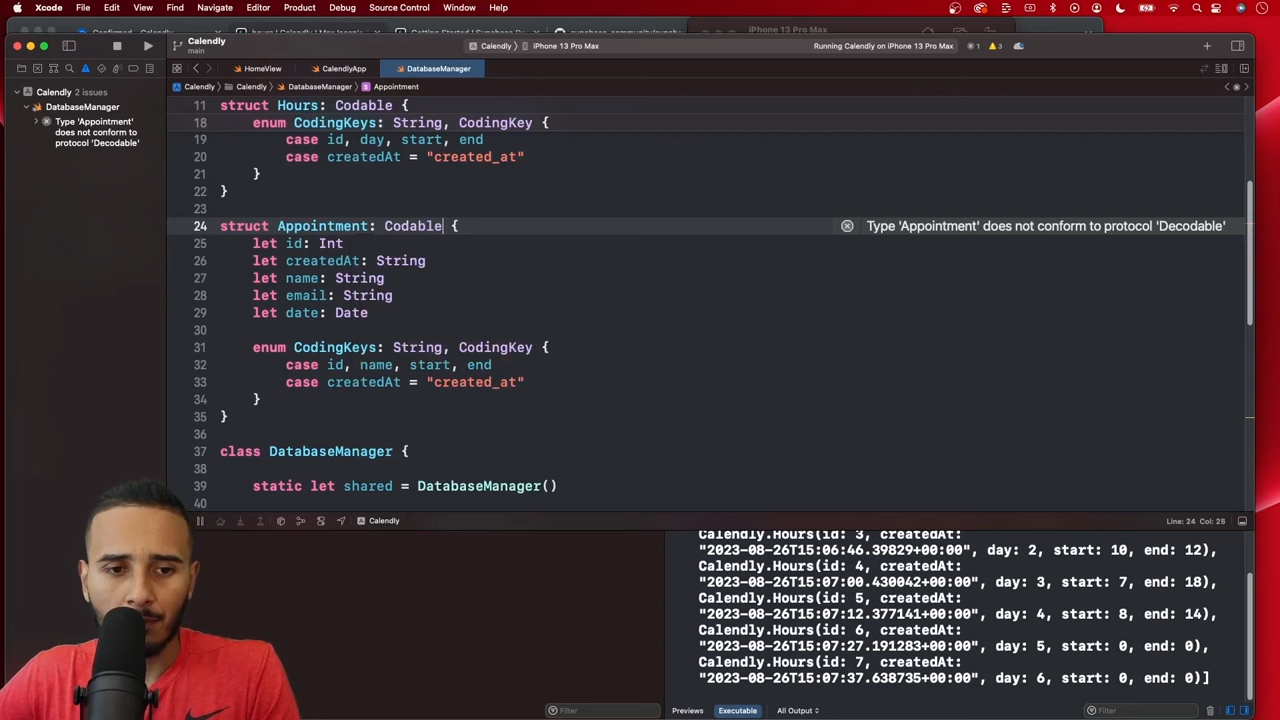 Xcode File Edit View Find Navigate Editor Product Debug Source Control Window Help
Calendly
main
Calendly iPhone 13 Pro Max
Running Calendly on iPhone 13 Pro Max
1 3
HomeView CalendlyApp DatabaseManager
Calendly Calendly DatabaseManager Appointment
Calendly 2 issues
DatabaseManager
Type 'Appointment'
does not conform to
protocol 'Decodable'
11 struct Hours: Codable {
18 enum CodingKeys: String, CodingKey {
19 case id, day, start, end
20 case createdAt = "created_at"
21 }
22 }
23
24 struct Appointment: Codable { Type 'Appointment' does not conform to protocol 'Decodable'
25 let id: Int
26 let createdAt: String
27 let name: String
28 let email: String
29 let date: Date
30
31 enum CodingKeys: String, CodingKey {
32 case id, name, start, end
33 case createdAt = "created_at"
34 }
35 }
36
37 class DatabaseManager {
38
39 static let shared = DatabaseManager()
40
Calendly
Line: 24 Col: 26
Calendly.Hours(id: 3, createdAt:
"2023-08-26T15:06:46.39829+00:00", day: 2, start: 10, end: 12),
Calendly.Hours(id: 4, createdAt:
"2023-08-26T15:07:00.430042+00:00", day: 3, start: 7, end: 18),
Calendly.Hours(id: 5, createdAt:
"2023-08-26T15:07:12.377141+00:00", day: 4, start: 8, end: 14),
Calendly.Hours(id: 6, createdAt:
"2023-08-26T15:07:27.191283+00:00", day: 5, start: 0, end: 0),
Calendly.Hours(id: 7, createdAt:
"2023-08-26T15:07:37.638735+00:00", day: 6, start: 0, end: 0)]
Filter
Previews Executable All Output
Filter